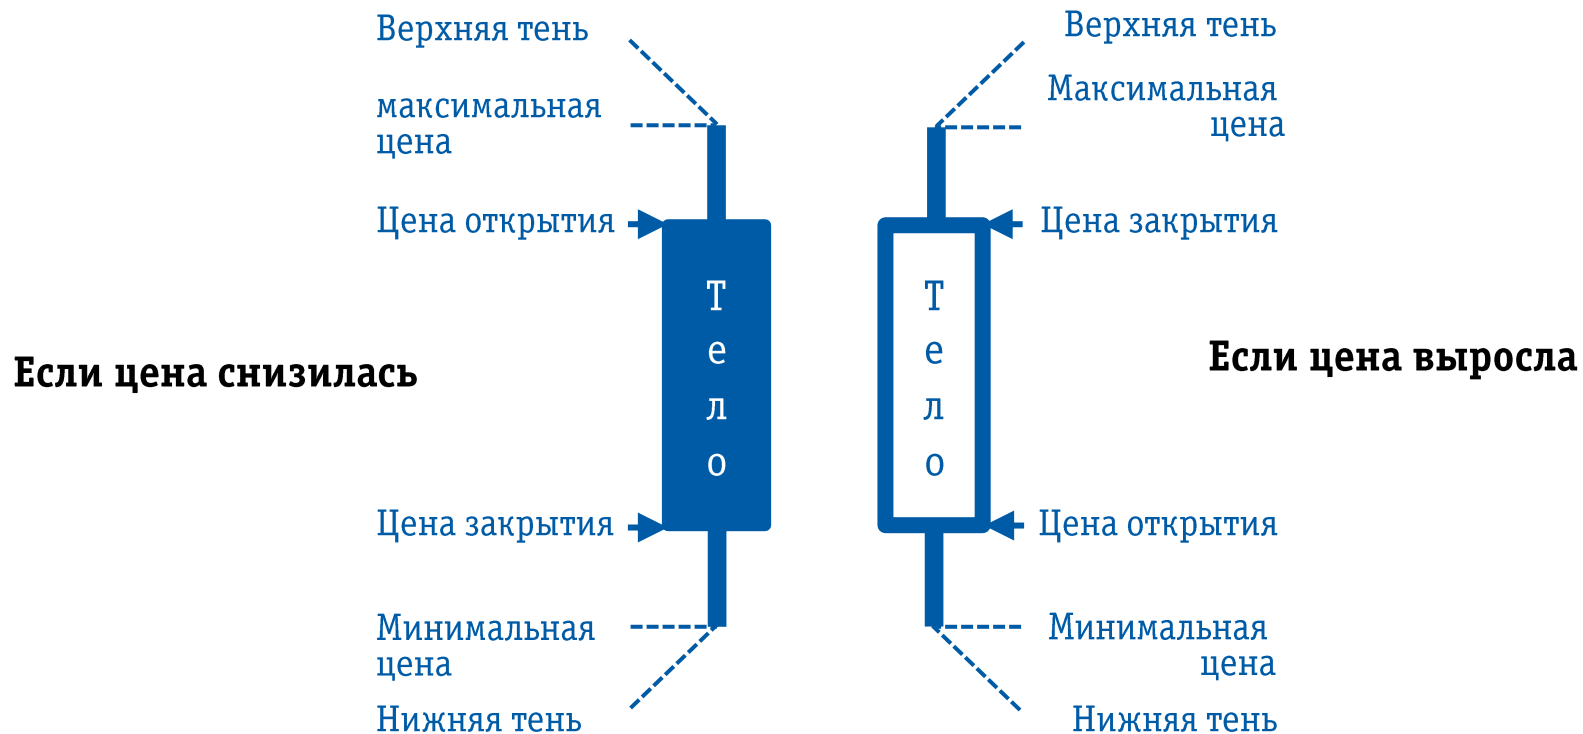 Верхняя тень
максимальная
цена
Цена открытия
Если цена снизилась
Цена закрытия
Минимальная
цена
Нижняя тень
Т
е
л
о
Т
е
л
о
Верхняя тень
Максимальная
цена
Цена закрытия
Если цена выросла
Цена открытия
Минимальная
цена
Нижняя тень